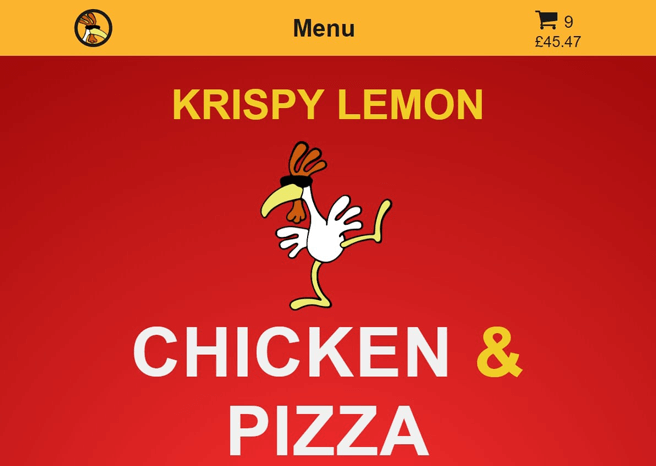 Menu
9
£45.47
KRISPY LEMON
CHICKEN &
PIZZA